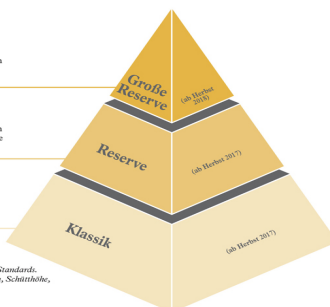 Große
Reserve
(ab Herbst
2018)
Reserve
(ab Herbst 2017)
Klassik
(ab Herbst 2017)
Standards.
Schütthöhe,